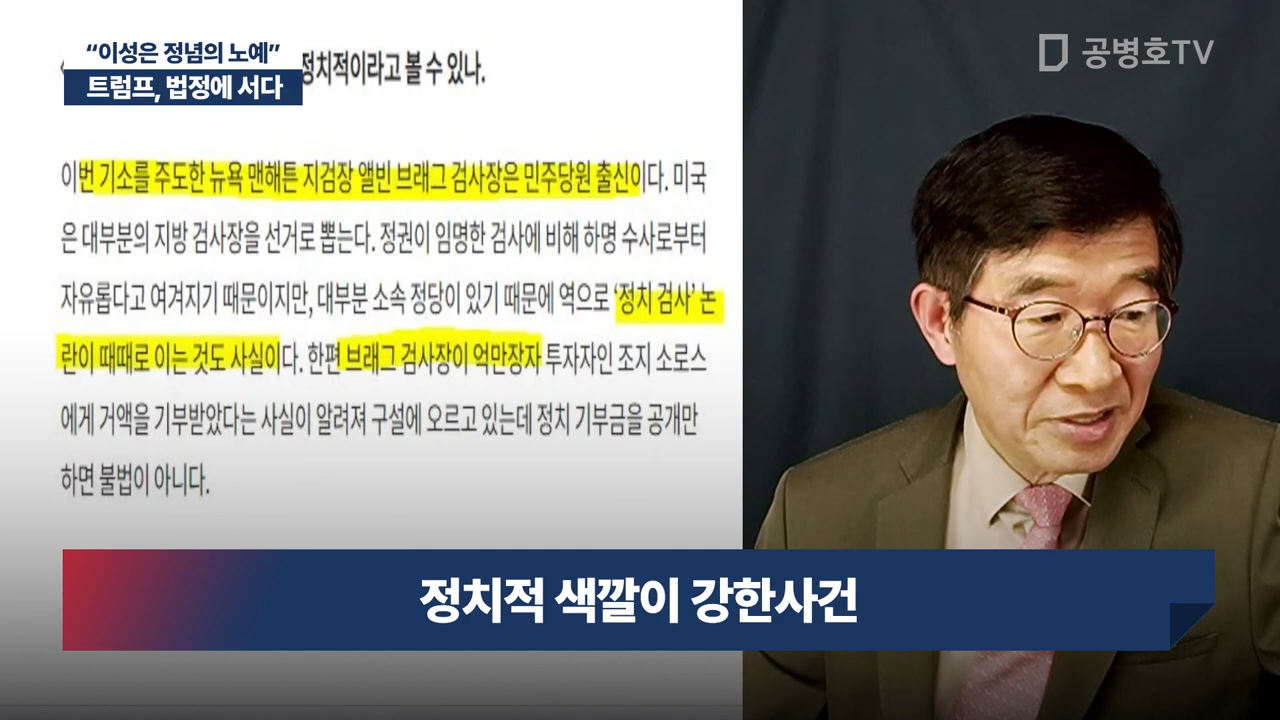 “이성은 정념의 노예”
트럼프, 법정에 서다
공병호TV
정치적이라고 볼 수 있나.
이번 기소를 주도한 뉴욕 맨해튼 지검장 앨빈 브래그 검사장은 민주당원 출신이다. 미국
은 대부분의 지방 검사장을 선거로 뽑는다. 정권이 임명한 검사에 비해 하명 수사로부터
자유롭다고 여겨지기 때문이지만, 대부분 소속 정당이 있기 때문에 역으로 ‘정치 검사’ 논
란이 때때로 이는 것도 사실이다. 한편 브래그 검사장이 억만장자 투자자인 조지 소로스
에게 거액을 기부받았다는 사실이 알려져 구설에 오르고 있는데 정치 기부금을 공개만
하면 불법이 아니다.
정치적 색깔이 강한사건